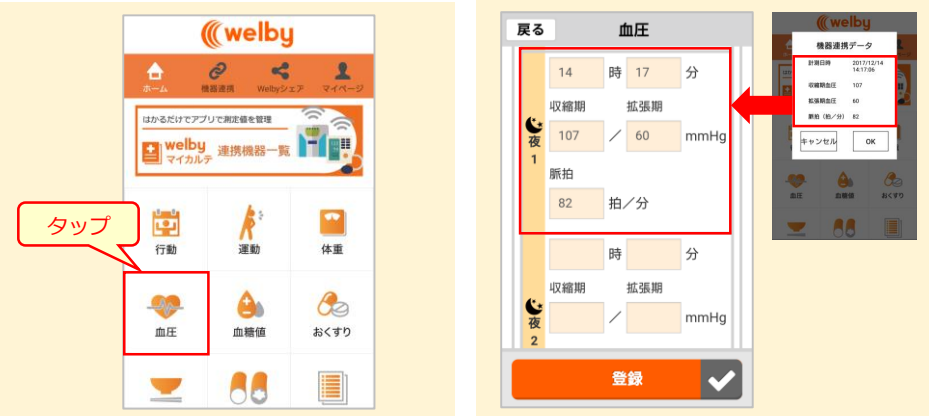 welby
ホーム
機器連携
Welbyシェア
マイページ
はかるだけでアプリで測定値を管理
welby
マイカルテ
連携機器一覧
タップ
行動
運動
体重
血圧
血糖値
おくすり
戻る
血圧
14 時 17 分
収縮期 拡張期
107 / 60 mmHg
脈拍
82 拍/分
夜
1
時 分
収縮期 拡張期
/ mmHg
夜
2
登録
welby
機器連携データ
計測日時 2017/12/14
14:17:06
収縮期血圧 107
拡張期血圧 60
脈拍(拍/分) 82
キャンセル
OK
血圧
血糖値
おくすり